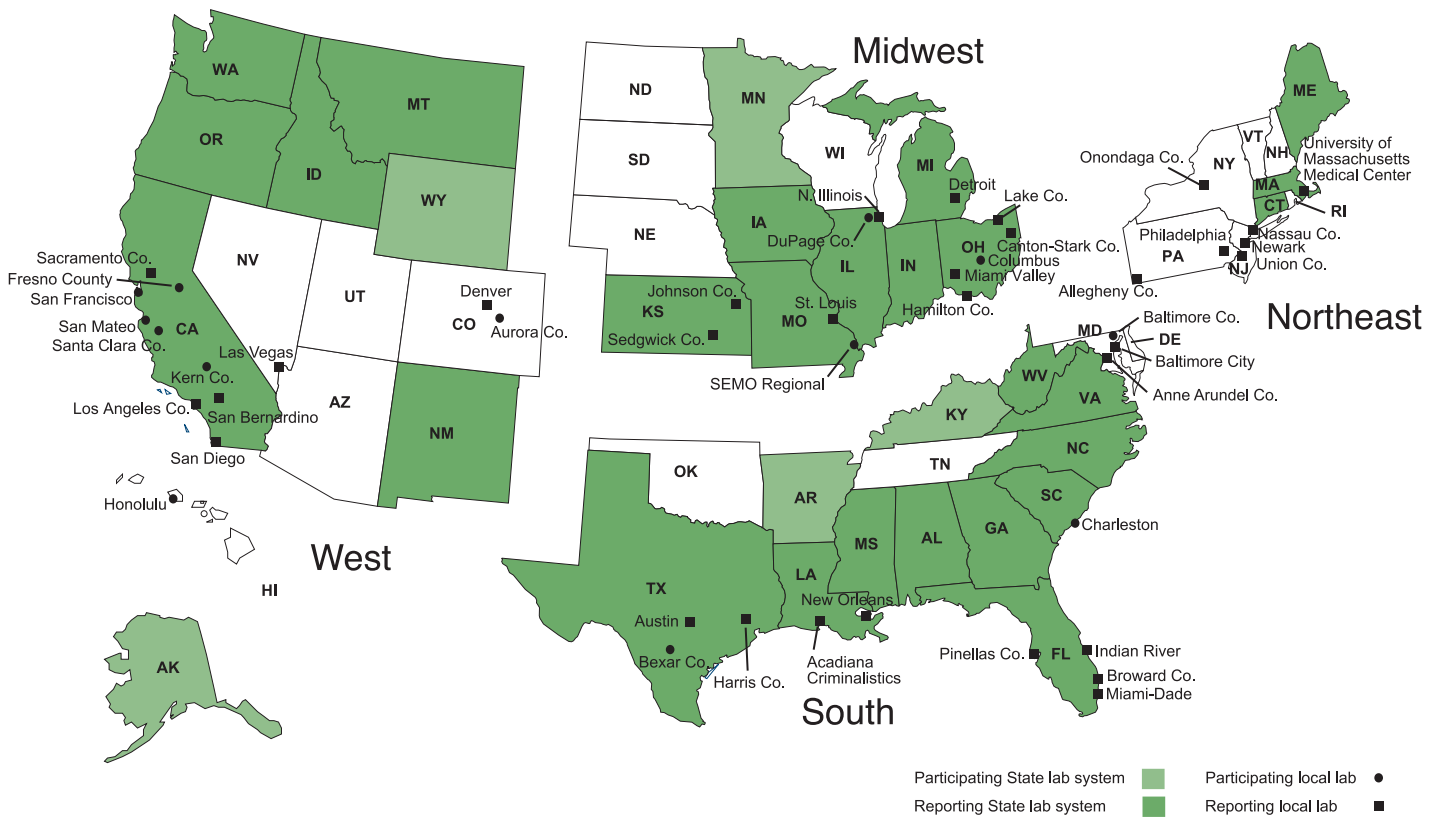 Midwest
WA
MT
ND
MN
ME
OR
ID
SD
WI
MI
VT
NH
NY
University of
Massachusetts
Medical Center
Onondaga Co.
WY
N. Illinois
Detroit
Lake Co.
MA
CT
RI
IA
NE
DuPage Co.
OH
Canton-Stark Co.
Columbus
Miami Valley
Philadelphia
PA
NJ
Nassau Co.
Newark
Union Co.
Sacramento Co.
Fresno County
San Francisco
NV
UT
Denver
CO
Aurora Co.
Johnson Co.
KS
Sedgwick Co.
St. Louis
MO
IL
IN
Hamilton Co.
Allegheny Co.
Northeast
San Mateo
CA
Santa Clara Co.
Las Vegas
Kern Co.
SEMO Regional
MD
Baltimore Co.
DE
Baltimore City
Anne Arundel Co.
Los Angeles Co.
San Bernardino
San Diego
AZ
NM
WV
VA
KY
Honolulu
HI
West
OK
AR
TN
NC
SC
Charleston
MS
AL
GA
LA
TX
New Orleans
Austin
Bexar Co.
Harris Co.
Acadiana
Criminalistics
Pinellas Co.
FL
Indian River
Broward Co.
Miami-Dade
AK
South
Participating State lab system
Participating local lab
Reporting State lab system
Reporting local lab